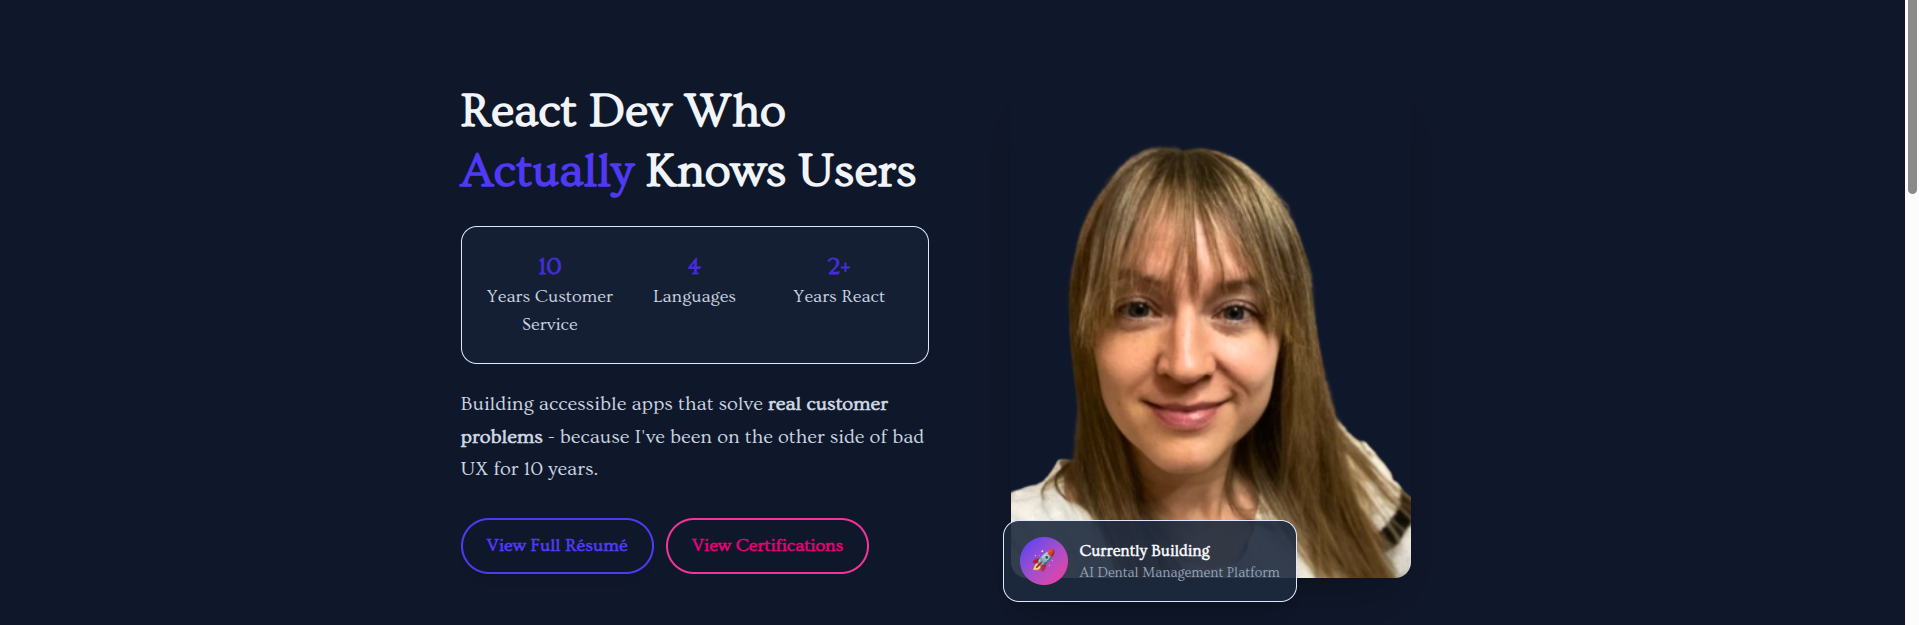 React Dev Who
Actually Knows Users
10
Years Customer
Service
4
Languages
2+
Years React
Building accessible apps that solve real customer
problems - because I've been on the other side of bad
UX for 10 years.
View Full Résumé
View Certifications
Currently Building
AI Dental Management Platform